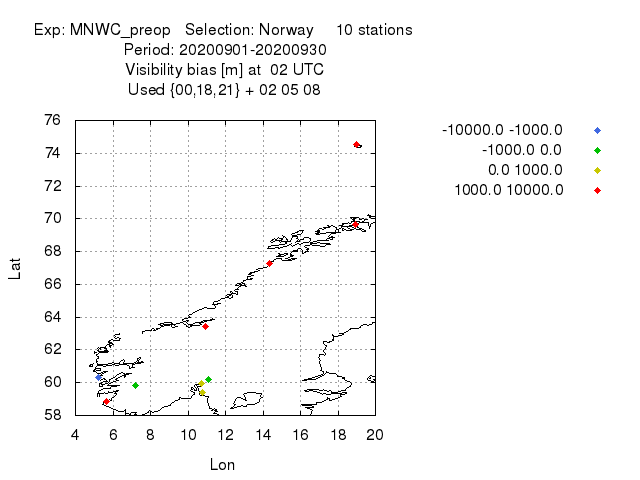 Exp: MNWC_preop Selection: Norway 10 stations
Period: 20200901-20200930
Visibility bias [m] at 02 UTC
Used {00,18,21} + 02 05 08
-10000.0 -1000.0
-1000.0 0.0
0.0 1000.0
1000.0 10000.0
76
74
72
70
68
66
64
62
60
58
Lat
4 6 8 10 12 14 16 18 20
Lon